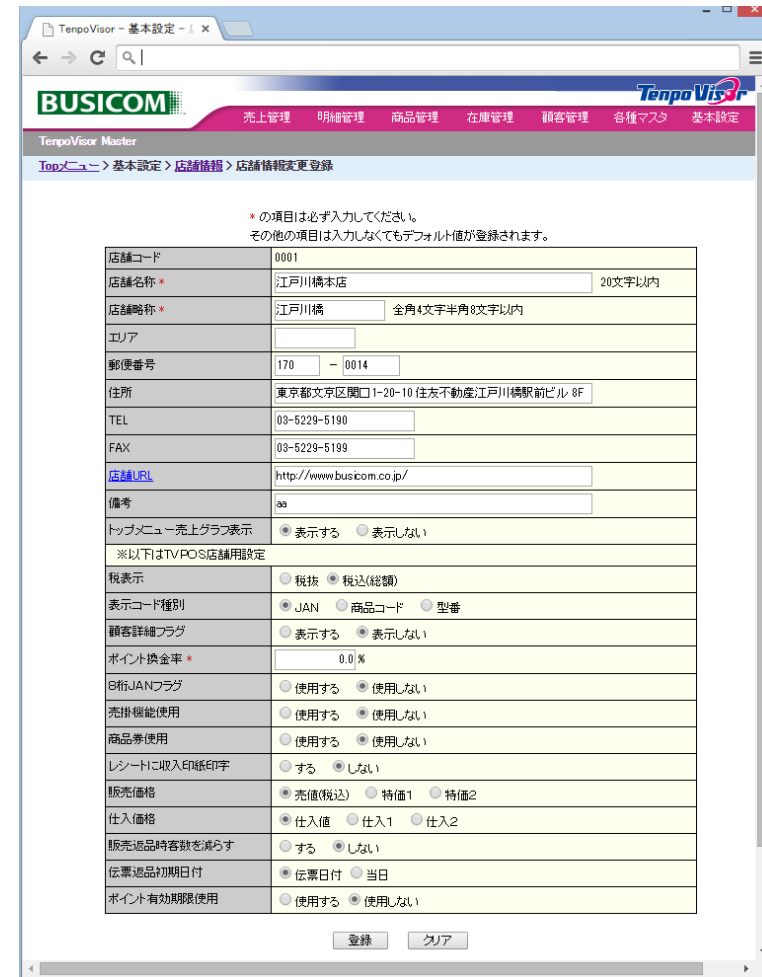 TenpoVisor - 基本設定 -
BUSICOM
TenpoVisor
売上管理 明細管理 商品管理 在庫管理 顧客管理 各種マスタ 基本設定
TenpoVisor Master
Topメニュー > 基本設定 > 店舗情報 > 店舗情報変更登録
* の項目は必ず入力してください。
その他の項目は入力しなくてもデフォルト値が登録されます。
店舗コード 0001
店舗名称 * 江戸川橋本店 20文字以内
店舗略称 * 江戸川橋 全角4文字半角8文字以内
エリア
郵便番号 170 - 0014
住所 東京都文京区関口1-20-10 住友不動産江戸川橋駅前ビル 8F
TEL 03-5229-5190
FAX 03-5229-5199
店舗URL http://www.busicom.co.jp/
備考 aa
トップメニュー売上グラフ表示 表示する 表示しない
※以下はTVPOS店舗用設定
税表示 税抜 税込(総額)
表示コード種別 JAN 商品コード 型番
顧客詳細フラグ 表示する 表示しない
ポイント換金率 * 0.0 %
8桁JANフラグ 使用する 使用しない
売掛機能使用 使用する 使用しない
商品券使用 使用する 使用しない
レシートに収入印紙印字 する しない
販売価格 売値(税込) 特価1 特価2
仕入価格 仕入値 仕入1 仕入2
販売返品時客数を減らす する しない
伝票返品初期日付 伝票日付 当日
ポイント有効期限使用 使用する 使用しない
登録 クリア